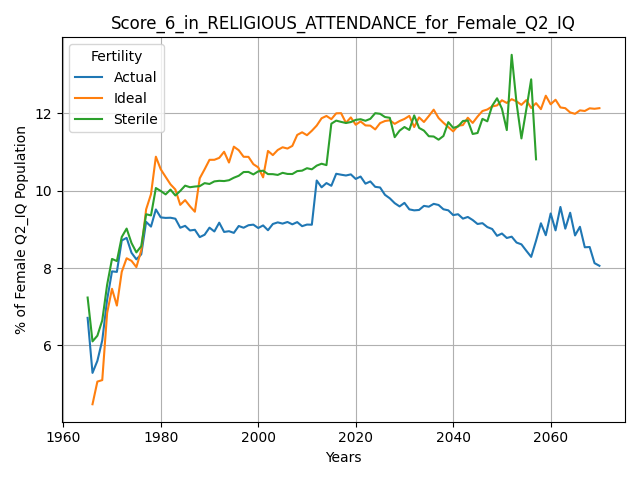 Score_6_in_RELIGIOUS_ATTENDANCE_for_Female_Q2_IQ
Fertility
Actual
Ideal
Sterile
% of Female Q2_IQ Population
12
10
8
6
1960
1980
2000
2020
2040
2060
Years